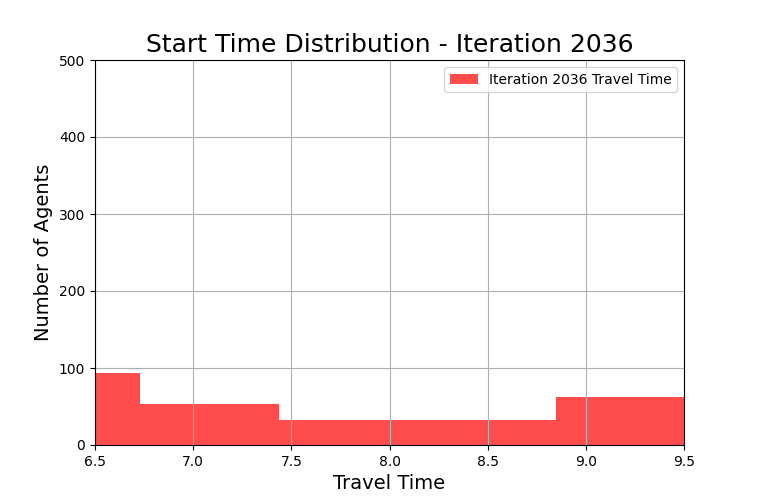 Start Time Distribution - Iteration 2036
500
400
300
200
100
0
Number of Agents
Iteration 2036 Travel Time
6.5 7.0 7.5 8.0 8.5 9.0 9.5
Travel Time